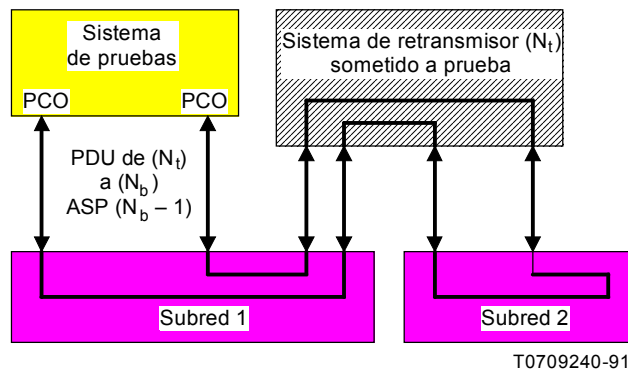 Sistema
de pruebas
PCO
PCO
Sistema de retransmisor (Nt)
sometido a prueba
PDU de (Nt)
a (Nb)
ASP (Nb – 1)
Subred 1
Subred 2
T0709240-91